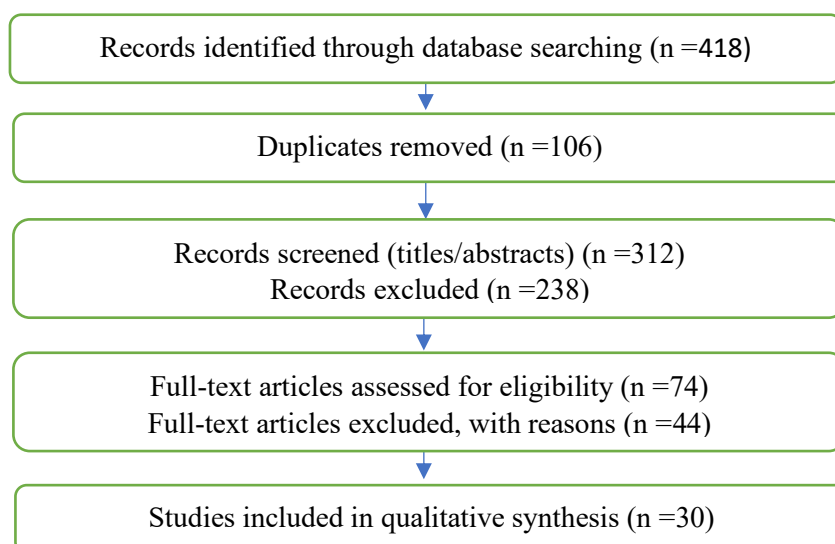 Records identified through database searching (n =418)
Duplicates removed (n =106)
Records screened (titles/abstracts) (n =312)
Records excluded (n =238)
Full-text articles assessed for eligibility (n =74)
Full-text articles excluded, with reasons (n =44)
Studies included in qualitative synthesis (n =30)